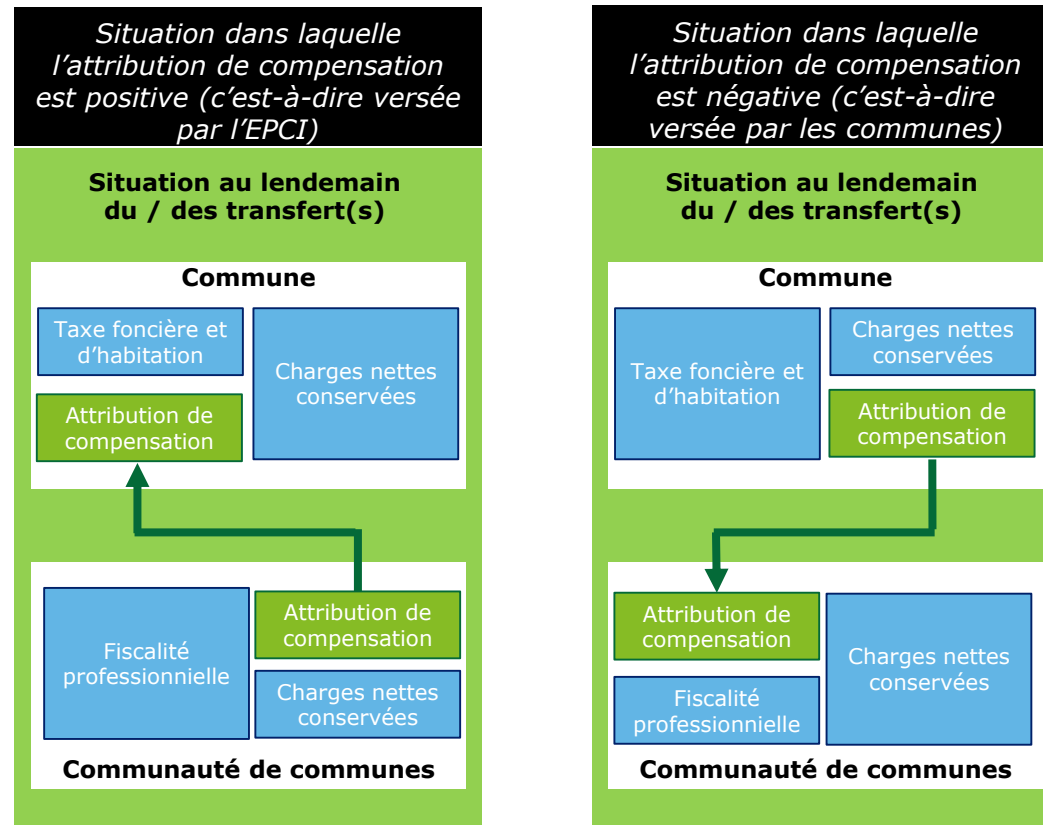 Situation dans laquelle
l'attribution de compensation
est positive (c'est-à-dire versée
par l'EPCI)
Situation au lendemain
du / des transfert(s)
Commune
Taxe foncière et
d'habitation
Charges nettes
conservées
Attribution de
compensation
Fiscalité
professionnelle
Attribution de
compensation
Charges nettes
conservées
Communauté de communes
Situation dans laquelle
l'attribution de compensation
est négative (c'est-à-dire
versée par les communes)
Situation au lendemain
du / des transfert(s)
Commune
Taxe foncière et
d'habitation
Charges nettes
conservées
Attribution de
compensation
Attribution de
compensation
Fiscalité
professionnelle
Charges nettes
conservées
Communauté de communes